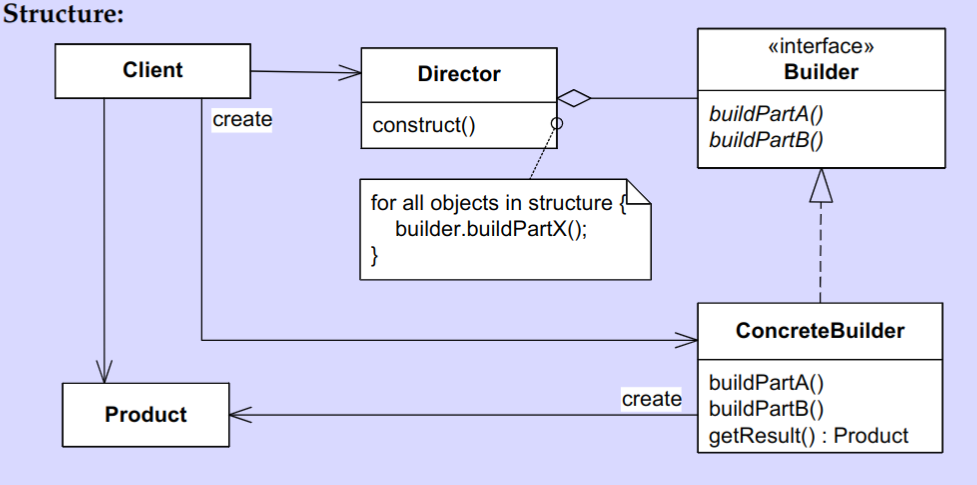 Structure:
Client
create
Director
construct()
«interface»
Builder
buildPartA()
buildPartB()
for all objects in structure {
builder.buildPartX();
}
ConcreteBuilder
buildPartA()
buildPartB()
getResult() : Product
create
Product